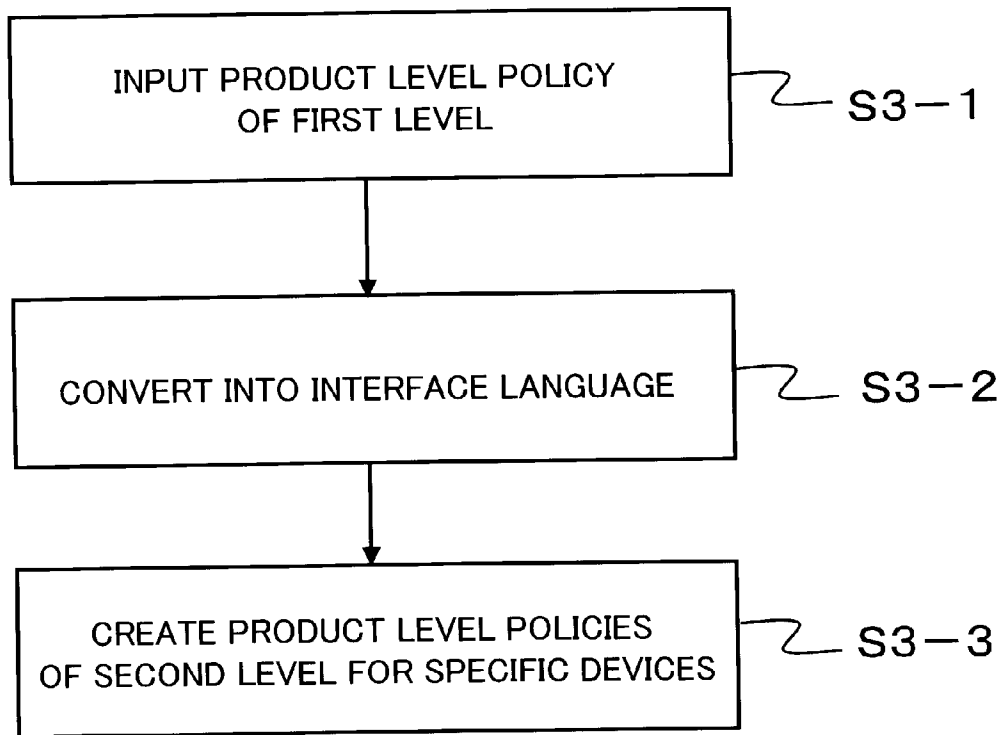 INPUT PRODUCT LEVEL POLICY
OF FIRST LEVEL
S3-1
CONVERT INTO INTERFACE LANGUAGE
S3-2
CREATE PRODUCT LEVEL POLICIES
OF SECOND LEVEL FOR SPECIFIC DEVICES
S3-3